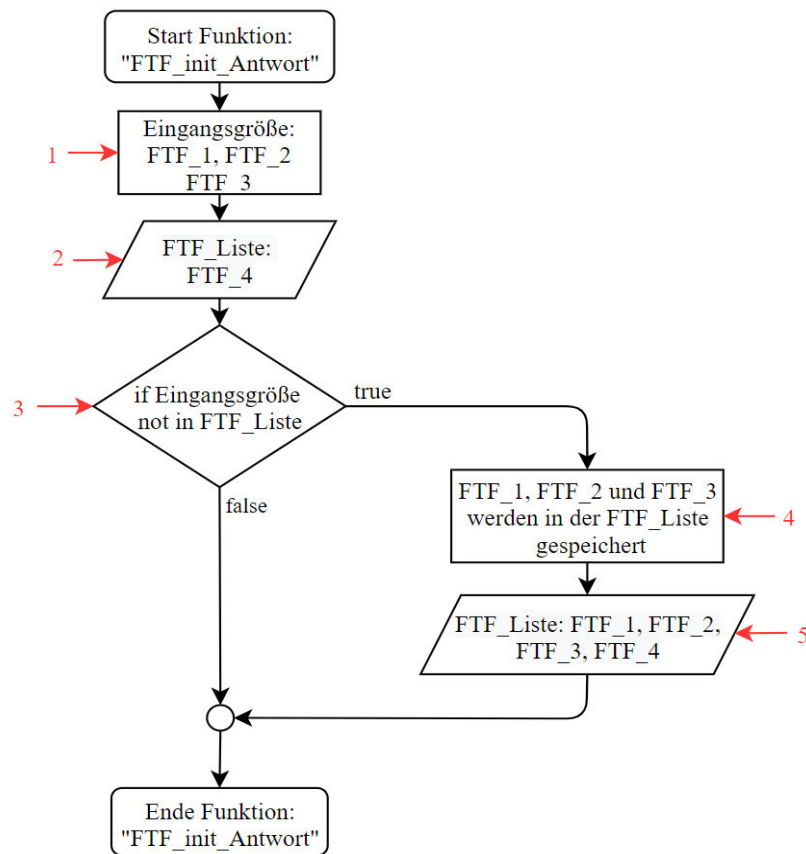 Start Funktion:
"FTF_init_Antwort"
Eingangsgröße:
1
FTF_1, FTF_2
FTF_3
2
FTF_Liste:
FTF_4
3
if Eingangsgröße
not in FTF_Liste
true
false
FTF_1, FTF_2 und FTF_3
werden in der FTF_Liste
gespeichert
4
FTF_Liste: FTF_1, FTF_2,
FTF_3, FTF_4
5
Ende Funktion:
"FTF_init_Antwort"